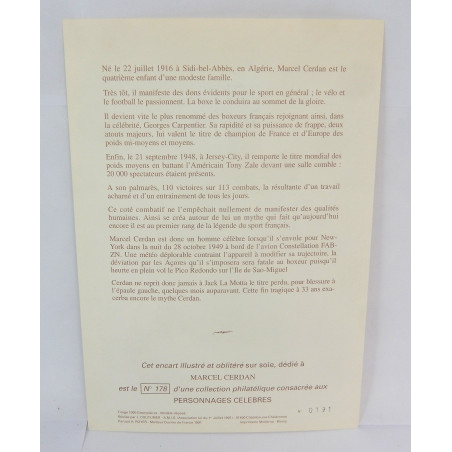 Né le 22 juillet 1916 à Sidi-bel-Abbès, en Algérie, Marcel Cerdan est le
quatrième enfant d'une modeste famille.
Très tôt, il manifeste des dons évidents pour le sport en général : le vélo et
le football le passionnent. La boxe le conduira au sommet de la gloire.
Il devient vite le plus renommé des boxeurs français rejoignant ainsi, dans
la célébrité, Georges Carpentier. Sa rapidité et sa puissance de frappe, deux
atouts majeurs, lui valent le titre de champion de France et d'Europe des
poids mi-moyens et moyens.
Enfin, le 21 septembre 1948, à Jersey-City, il remporte le titre mondial des
poids moyens en battant l'Américain Tony Zale devant une salle comble :
20 000 spectateurs étaient présents.
A son palmarès, 110 victoires sur 113 combats, la résultante d'un travail
acharné et d'un entrainement de tous les jours.
Ce coté combatif ne l'empêchait nullement de manifester des qualités
humaines. Ainsi se créa autour de lui un mythe qui fait qu'aujourd'hui
encore il est au premier rang de la légende du sport français.
Marcel Cerdan est donc un homme célèbre lorsqu'il s'envole pour New-
York dans la nuit du 28 octobre 1949 à bord de l'avion Constellation FAB-
ZN. Une météo déplorable contraint l'appareil à modifier sa trajectoire, la
déviation par les Açores qu'il s'imposera sera fatale au boxeur puisqu'il
heurte en plein vol le Pico Redondo sur l'Ile de Sao-Miguel
Cerdan ne reprit donc jamais à Jack La Motta le titre perdu, pour blessure à
l'épaule gauche, quelques mois auparavant. Cette fin tragique à 33 ans exa-
cerba encore le mythe Cerdan.
Cet encart illustré et oblitéré sur soie, dédié à
MARCEL CERDAN
est le N° 178 d'une collection philatélique consacrée aux
PERSONNAGES CELEBRES